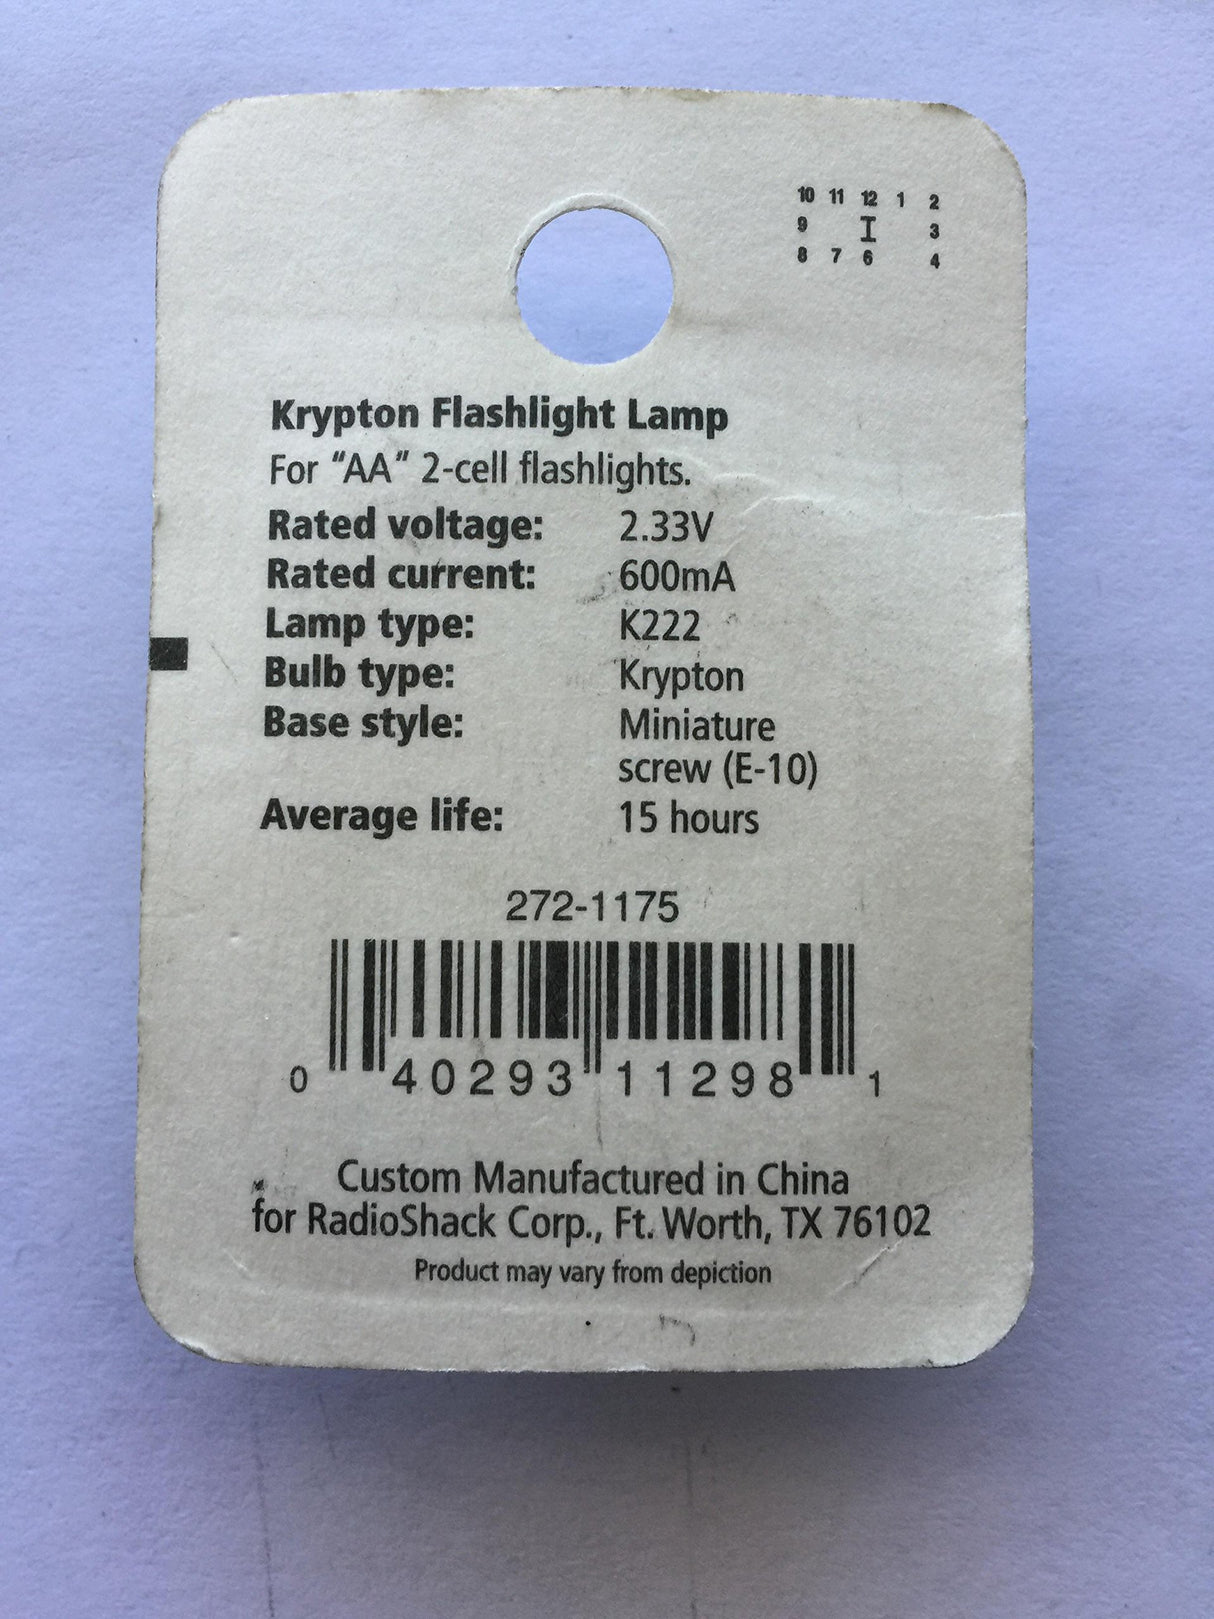 10 11 12 1 2
9 I 3
8 7 6 4
Krypton Flashlight Lamp
For "AA" 2-cell flashlights.
Rated voltage: 2.33V
Rated current: 600mA
Lamp type: K222
Bulb type: Krypton
Base style: Miniature
screw (E-10)
Average life: 15 hours
272-1175
0 40293 11298 1
Custom Manufactured in China
for RadioShack Corp., Ft. Worth, TX 76102
Product may vary from depiction